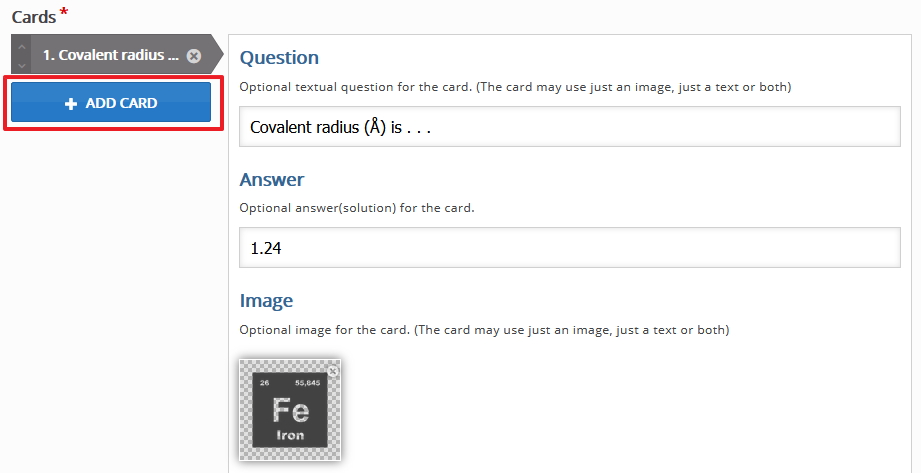 Cards *
1. Covalent radius ...
+ ADD CARD
Question
Optional textual question for the card. (The card may use just an image, just a text or both)
Covalent radius (Å) is . . .
Answer
Optional answer(solution) for the card.
1.24
Image
Optional image for the card. (The card may use just an image, just a text or both)
26 55,845
Fe
Iron